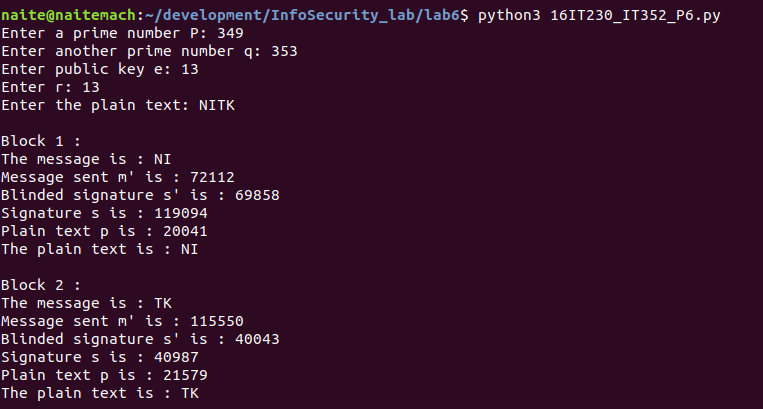 naite@naitemach:~/development/InfoSecurity_lab/lab6$ python3 16IT230_IT352_P6.py
Enter a prime number P: 349
Enter another prime number q: 353
Enter public key e: 13
Enter r: 13
Enter the plain text: NITK
Block 1 :
The message is : NI
Message sent m' is : 72112
Blinded signature s' is : 69858
Signature s is : 119094
Plain text p is : 20041
The plain text is : NI
Block 2 :
The message is : TK
Message sent m' is : 115550
Blinded signature s' is : 40043
Signature s is : 40987
Plain text p is : 21579
The plain text is : TK